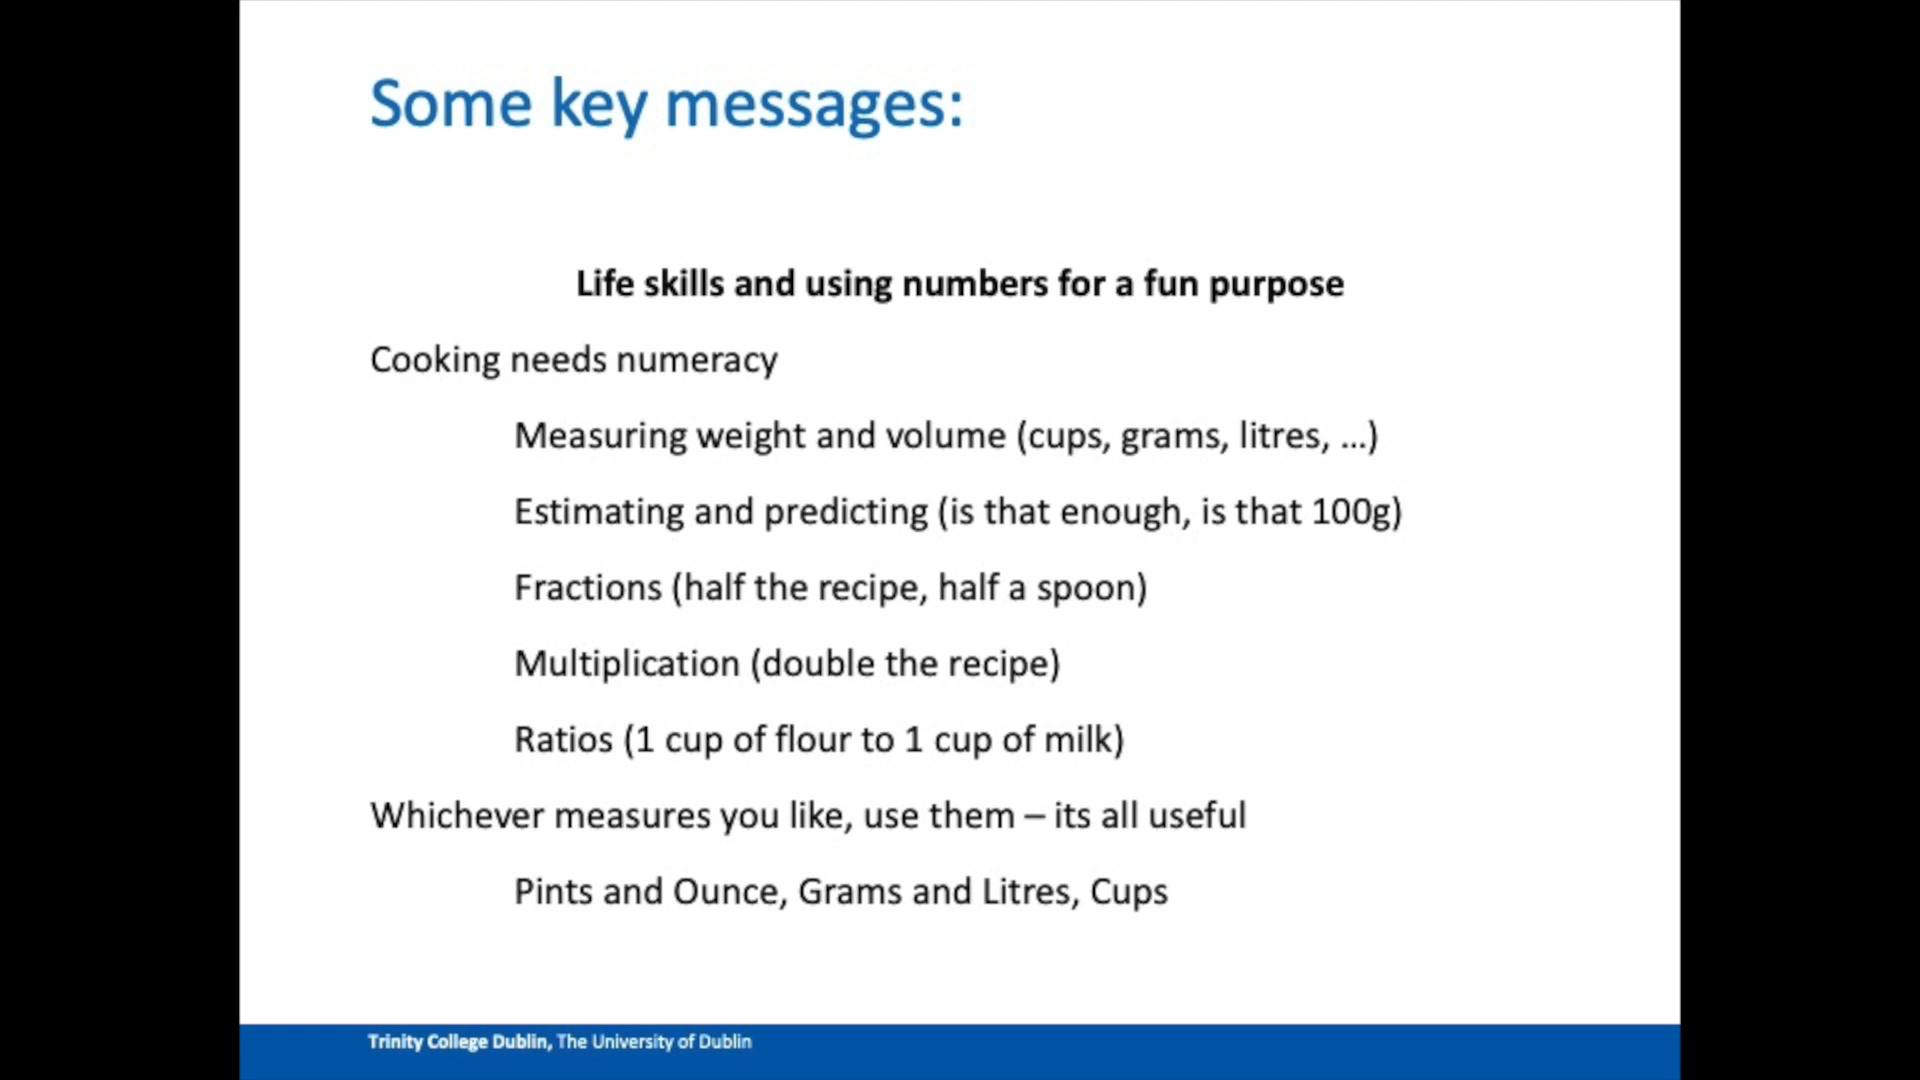 Some key messages:
Life skills and using numbers for a fun purpose
Cooking needs numeracy
Measuring weight and volume (cups, grams, litres, ...)
Estimating and predicting (is that enough, is that 100g)
Fractions (half the recipe, half a spoon)
Multiplication (double the recipe)
Ratios (1 cup of flour to 1 cup of milk)
Whichever measures you like, use them – its all useful
Pints and Ounce, Grams and Litres, Cups
Trinity College Dublin, The University of Dublin